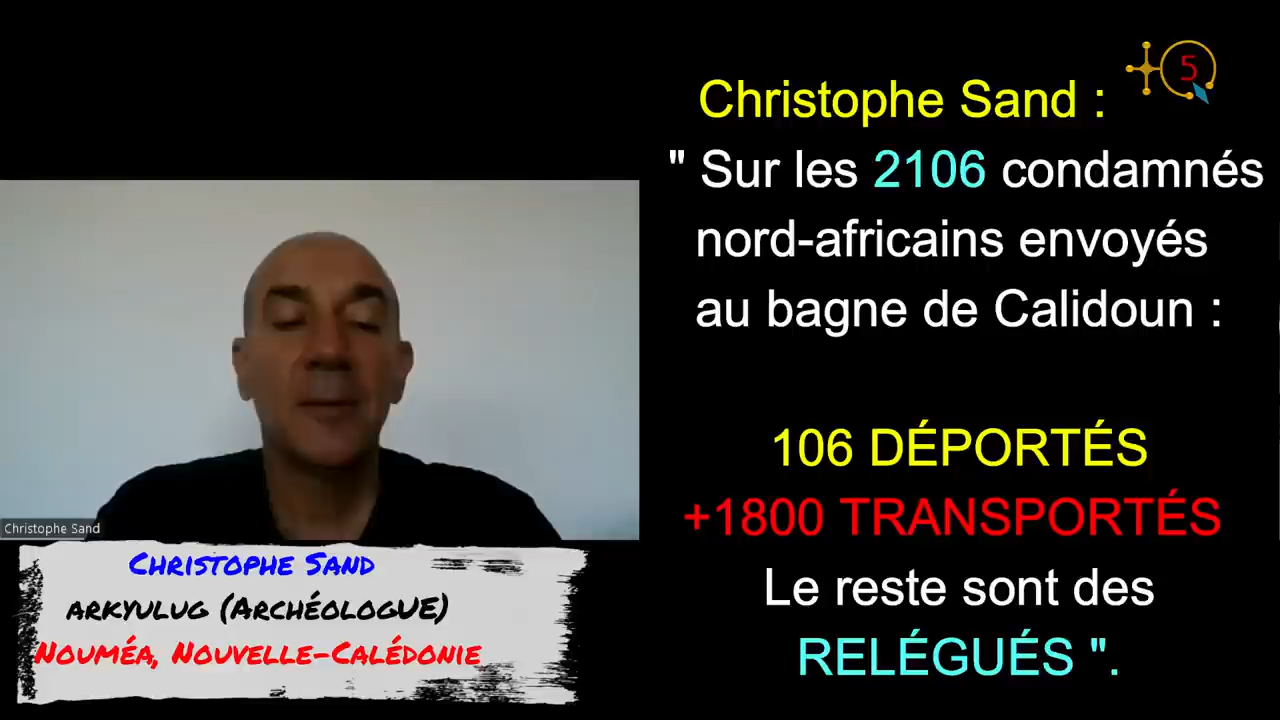 5
Christophe Sand :
" Sur les 2106 condamnés
nord-africains envoyés
au bagne de Calidoun :
106 DÉPORTÉS
+1800 TRANSPORTÉS
Le reste sont des
RELÉGUÉS ".
Christophe Sand
Christophe Sand
arkyulug (ArchéologUE)
Nouméa, Nouvelle-Calédonie